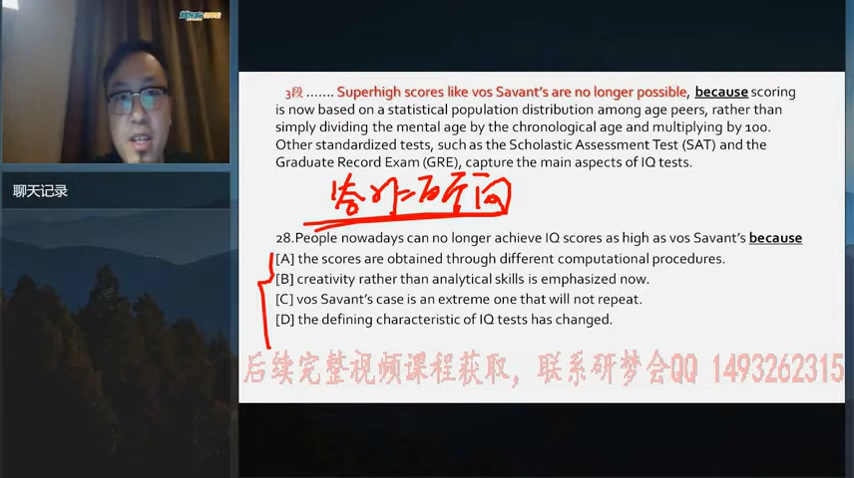 聊天记录
3段 ....... Superhigh scores like vos Savant's are no longer possible, because scoring
is now based on a statistical population distribution among age peers, rather than
simply dividing the mental age by the chronological age and multiplying by 100.
Other standardized tests, such as the Scholastic Assessment Test (SAT) and the
Graduate Record Exam (GRE), capture the main aspects of IQ tests.
28.People nowadays can no longer achieve IQ scores as high as vos Savant's because
[A] the scores are obtained through different computational procedures.
[B] creativity rather than analytical skills is emphasized now.
[C] vos Savant's case is an extreme one that will not repeat.
[D] the defining characteristic of IQ tests has changed.
后续完整视频课程获取，联系研梦会QQ 1493262315